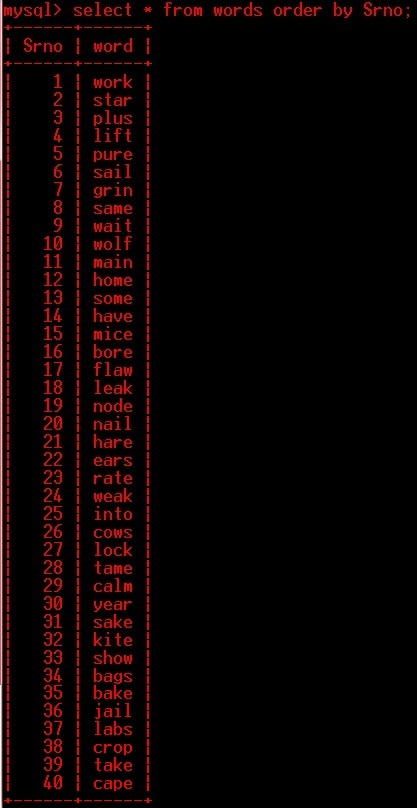 mysql> select * from words order by Srno;
+------+------+
| Srno | word |
+------+------+
| 1 | work |
| 2 | star |
| 3 | plus |
| 4 | lift |
| 5 | pure |
| 6 | sail |
| 7 | grin |
| 8 | same |
| 9 | wait |
| 10 | wolf |
| 11 | main |
| 12 | home |
| 13 | some |
| 14 | have |
| 15 | mice |
| 16 | bore |
| 17 | flaw |
| 18 | leak |
| 19 | node |
| 20 | nail |
| 21 | hare |
| 22 | ears |
| 23 | rate |
| 24 | weak |
| 25 | into |
| 26 | cows |
| 27 | lock |
| 28 | tame |
| 29 | calm |
| 30 | year |
| 31 | sake |
| 32 | kite |
| 33 | show |
| 34 | bags |
| 35 | bake |
| 36 | jail |
| 37 | labs |
| 38 | crop |
| 39 | take |
| 40 | cape |
+------+------+